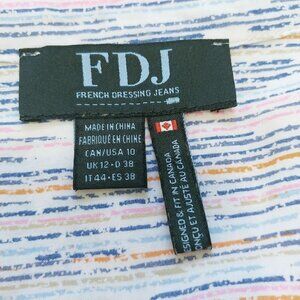 FDJ
FRENCH DRESSING JEANS
MADE IN CHINA
FABRIQUÉ EN CHINE
CAN/USA 10
UK 12-D 38
IT 44-ES 38
ESIGNED & FIT IN CANADA
ONÇU ET AJUSTÉ AU CANADA